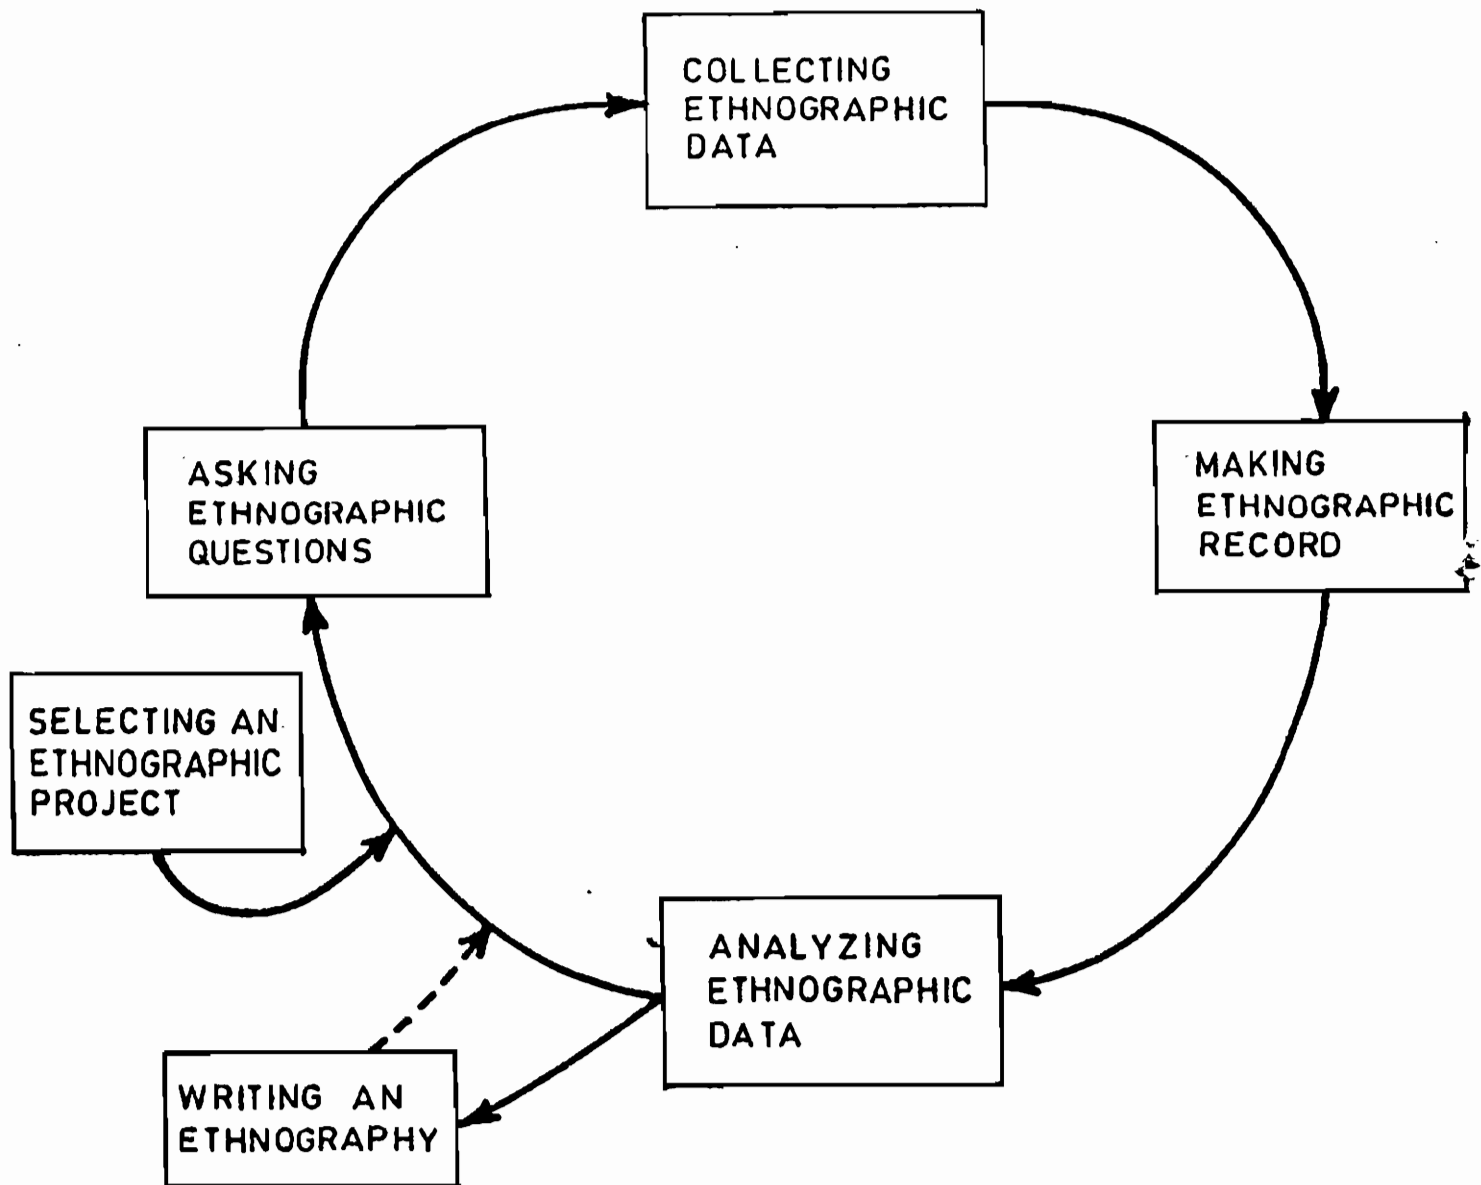 COLLECTING
ETHNOGRAPHIC
DATA
ASKING
ETHNOGRAPHIC
QUESTIONS
MAKING
ETHNOGRAPHIC
RECORD
SELECTING AN
ETHNOGRAPHIC
PROJECT
ANALYZING
ETHNOGRAPHIC
DATA
WRITING AN
ETHNOGRAPHY